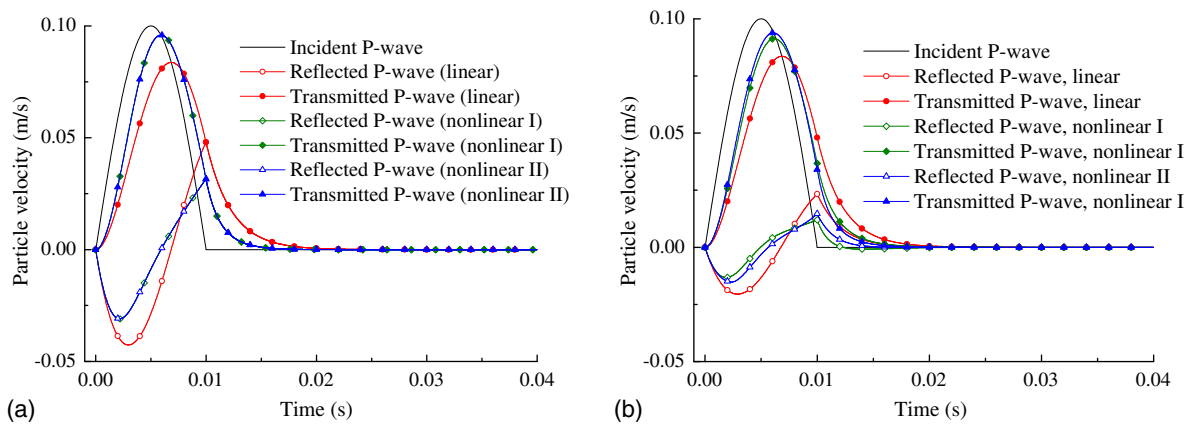 0.10
0.05
0.00
-0.05
Particle velocity (m/s)
Incident P-wave
Reflected P-wave (linear)
Transmitted P-wave (linear)
Reflected P-wave (nonlinear I)
Transmitted P-wave (nonlinear I)
Reflected P-wave (nonlinear II)
Transmitted P-wave (nonlinear II)
0.00 0.01 0.02 0.03 0.04
Time (s)
(a)
0.10
0.05
0.00
-0.05
Particle velocity (m/s)
Incident P-wave
Reflected P-wave, linear
Transmitted P-wave, linear
Reflected P-wave, nonlinear I
Transmitted P-wave, nonlinear I
Reflected P-wave, nonlinear II
Transmitted P-wave, nonlinear I
0.00 0.01 0.02 0.03 0.04
Time (s)
(b)